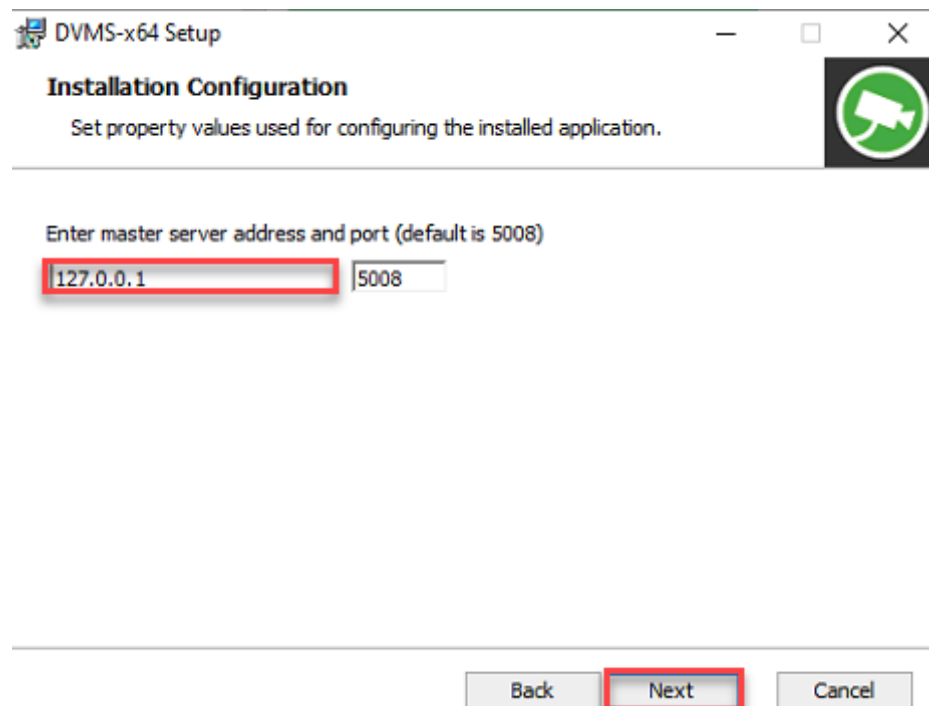 DVMS-x64 Setup
Installation Configuration
Set property values used for configuring the installed application.
Enter master server address and port (default is 5008)
127.0.0.1 5008
Back Next Cancel